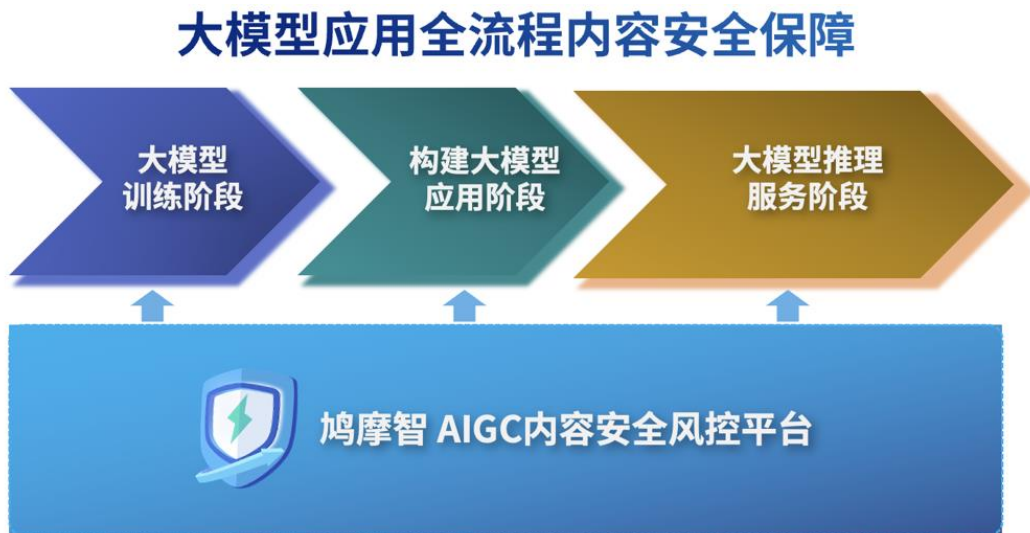 大模型应用全流程内容安全保障
大模型
训练阶段
构建大模型
应用阶段
大模型推理
服务阶段
鸠摩智 AIGC内容安全风控平台